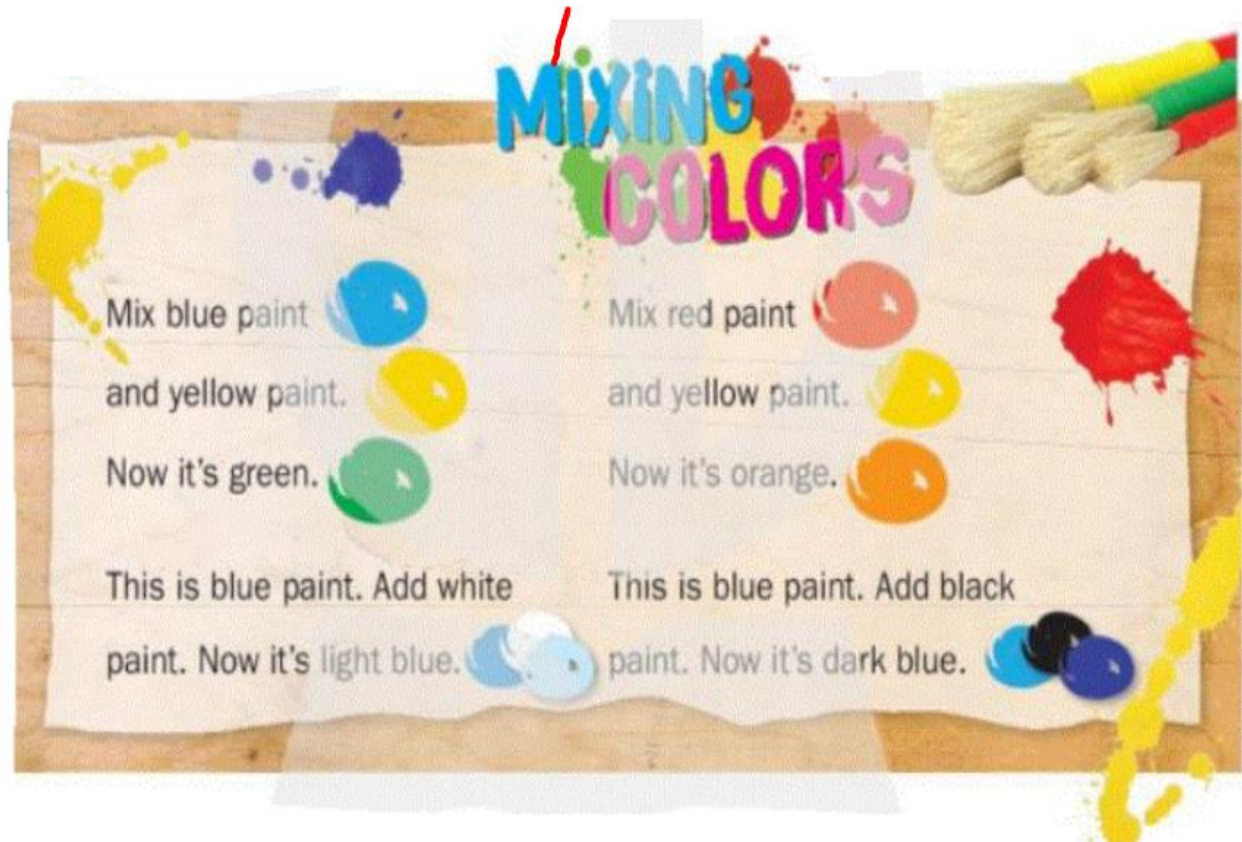 MIXING
COLORS
Mix blue paint
and yellow paint.
Now it's green.
This is blue paint. Add white
paint. Now it's light blue.
Mix red paint
and yellow paint.
Now it's orange.
This is blue paint. Add black
paint. Now it's dark blue.